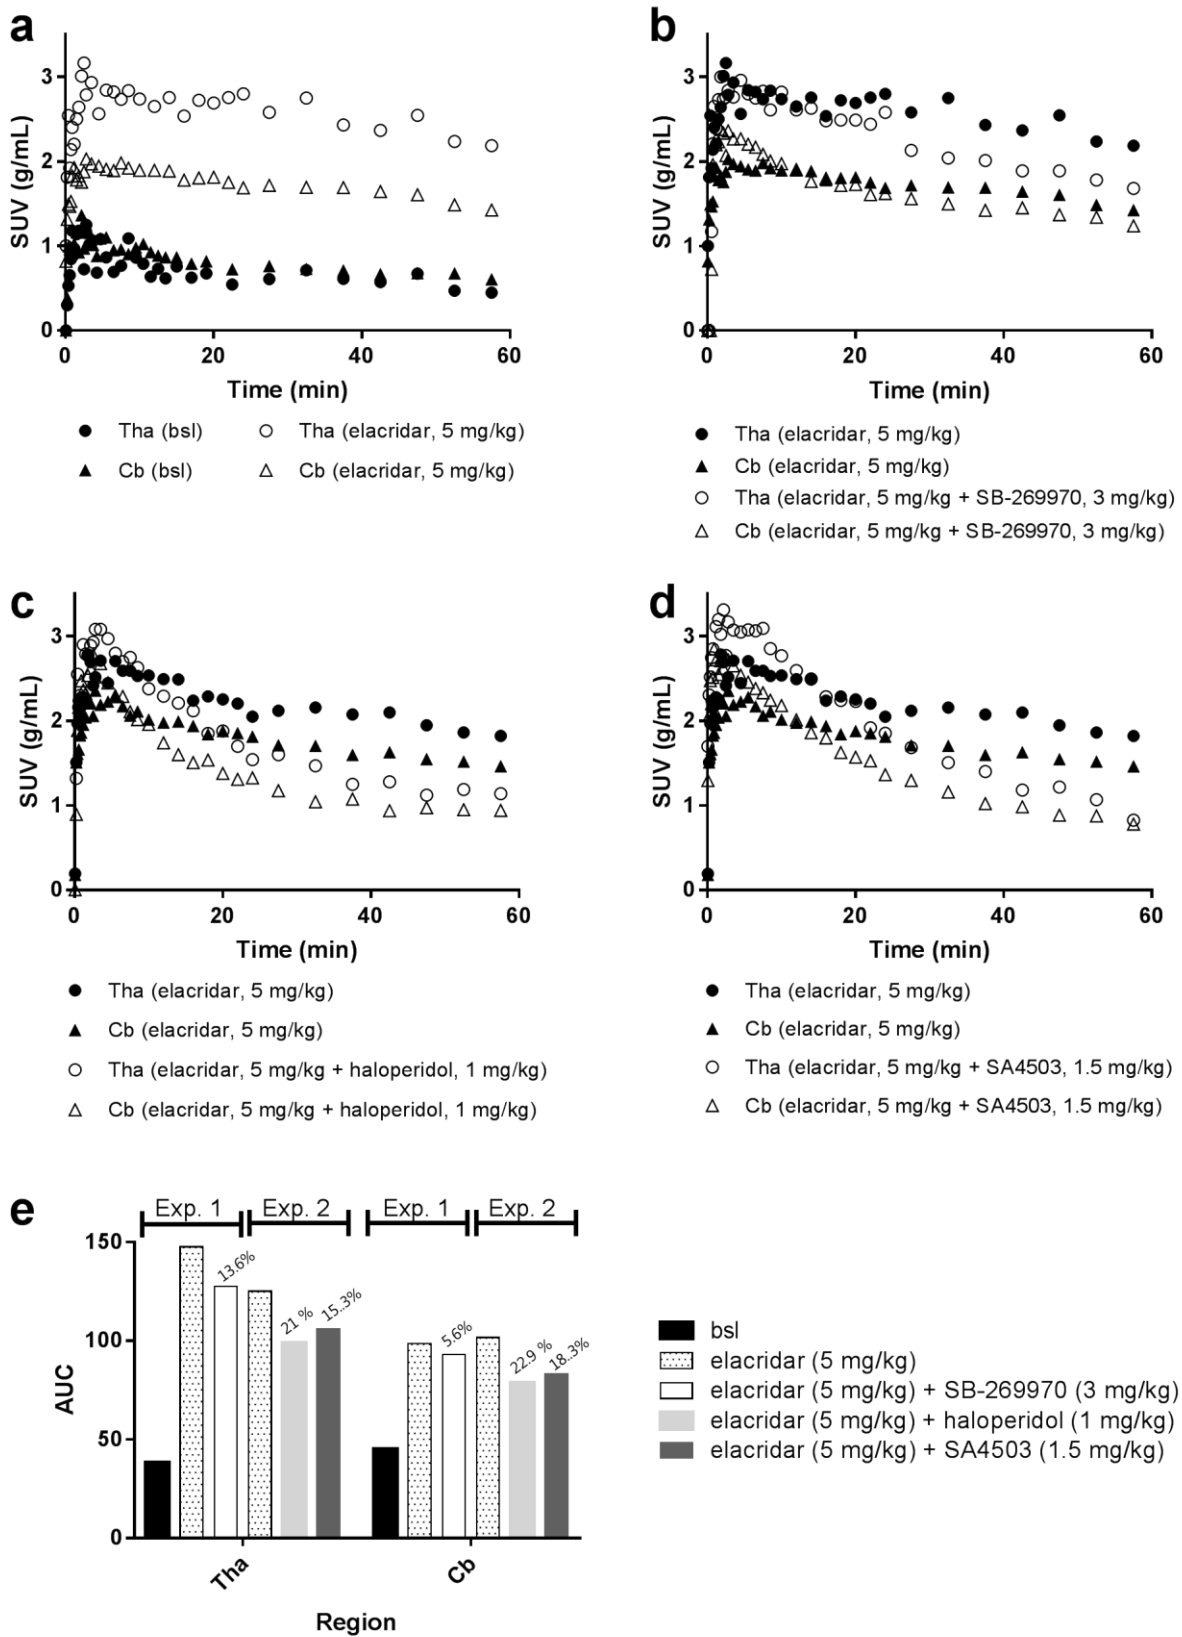 a
3
2
1
0
SUV (g/mL)
0
20
40
60
Time (min)
Tha (bsl)
Tha (elacridar, 5 mg/kg)
Cb (bsl)
Cb (elacridar, 5 mg/kg)
b
3
2
1
0
SUV (g/mL)
0
20
40
60
Time (min)
Tha (elacridar, 5 mg/kg)
Cb (elacridar, 5 mg/kg)
Tha (elacridar, 5 mg/kg + SB-269970, 3 mg/kg)
Cb (elacridar, 5 mg/kg + SB-269970, 3 mg/kg)
c
3
2
1
0
SUV (g/mL)
0
20
40
60
Time (min)
Tha (elacridar, 5 mg/kg)
Cb (elacridar, 5 mg/kg)
Tha (elacridar, 5 mg/kg + haloperidol, 1 mg/kg)
Cb (elacridar, 5 mg/kg + haloperidol, 1 mg/kg)
d
3
2
1
0
SUV (g/mL)
0
20
40
60
Time (min)
Tha (elacridar, 5 mg/kg)
Cb (elacridar, 5 mg/kg)
Tha (elacridar, 5 mg/kg + SA4503, 1.5 mg/kg)
Cb (elacridar, 5 mg/kg + SA4503, 1.5 mg/kg)
e
Exp. 1
Exp. 2
Exp. 1
Exp. 2
150
100
50
0
AUC
13.6%
21 %
15..3%
5.6%
22.9 %
18..3%
Tha
Cb
Region
bsl
elacridar (5 mg/kg)
elacridar (5 mg/kg) + SB-269970 (3 mg/kg)
elacridar (5 mg/kg) + haloperidol (1 mg/kg)
elacridar (5 mg/kg) + SA4503 (1.5 mg/kg)